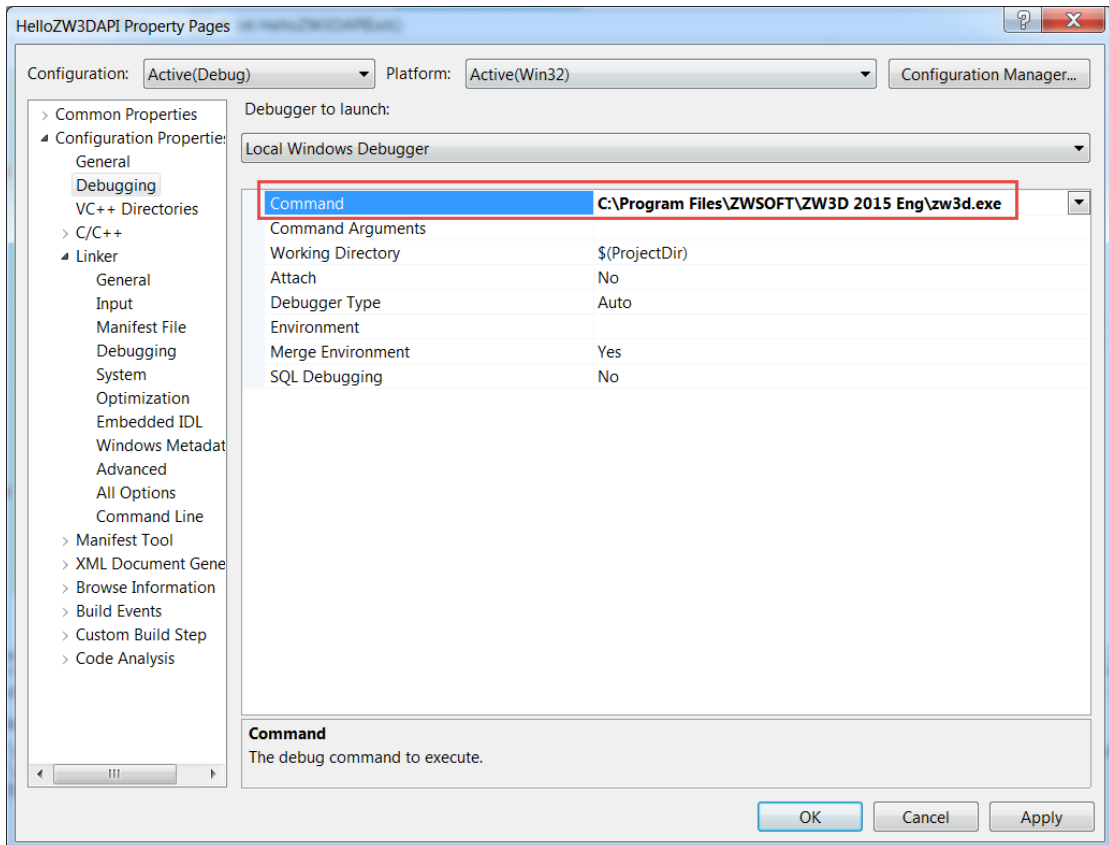 HelloZW3DAPI Property Pages
Configuration: Active(Debug) Platform: Active(Win32) Configuration Manager...
Common Properties
Configuration Propertie
General
Debugging
VC++ Directories
C/C++
Linker
General
Input
Manifest File
Debugging
System
Optimization
Embedded IDL
Windows Metadat
Advanced
All Options
Command Line
Manifest Tool
XML Document Gene
Browse Information
Build Events
Custom Build Step
Code Analysis
Debugger to launch:
Local Windows Debugger
Command C:\Program Files\ZWSOFT\ZW3D 2015 Eng\zw3d.exe
Command Arguments
Working Directory $(ProjectDir)
Attach No
Debugger Type Auto
Environment
Merge Environment Yes
SQL Debugging No
Command
The debug command to execute.
OK Cancel Apply